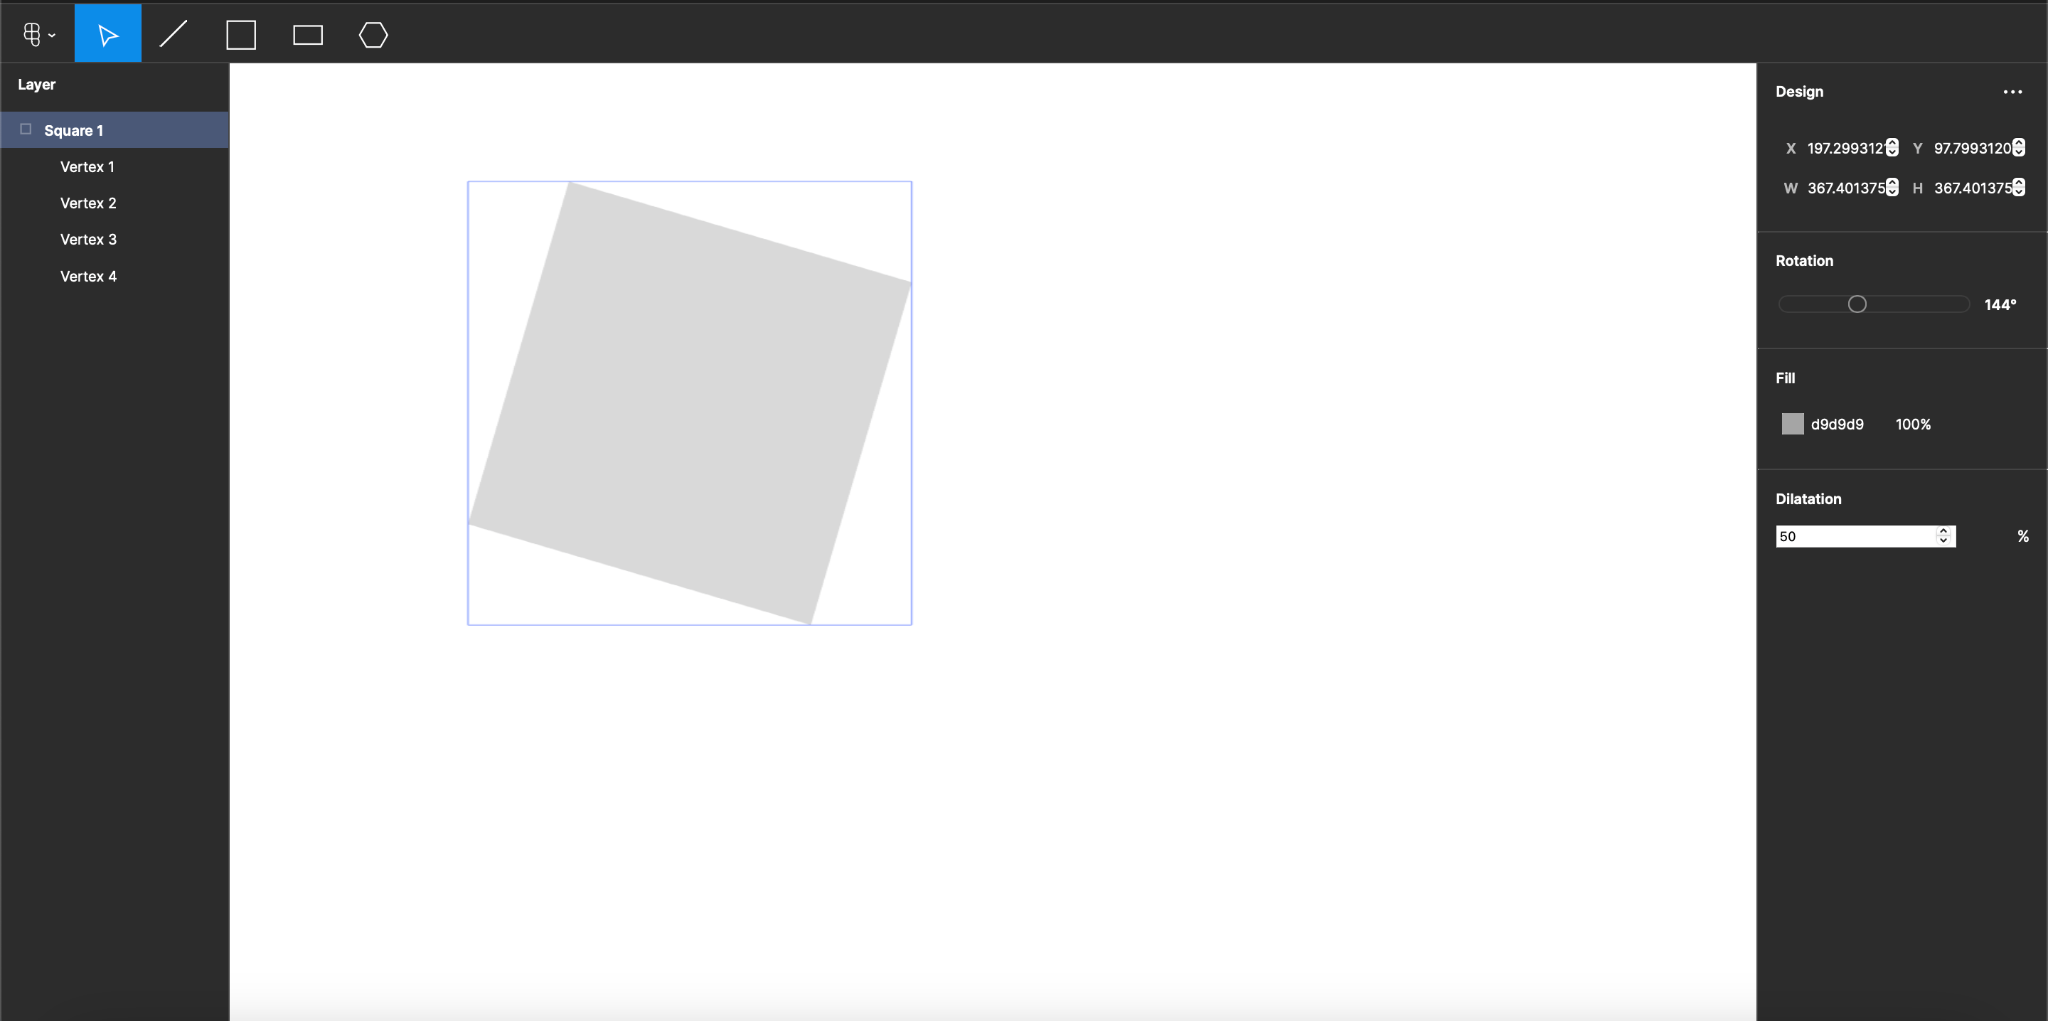 Layer
Square 1
Vertex 1
Vertex 2
Vertex 3
Vertex 4
Design
X 197.299312 Y 97.7993120
W 367.401375 H 367.401375
Rotation
144°
Fill
d9d9d9 100%
Dilatation
50 %